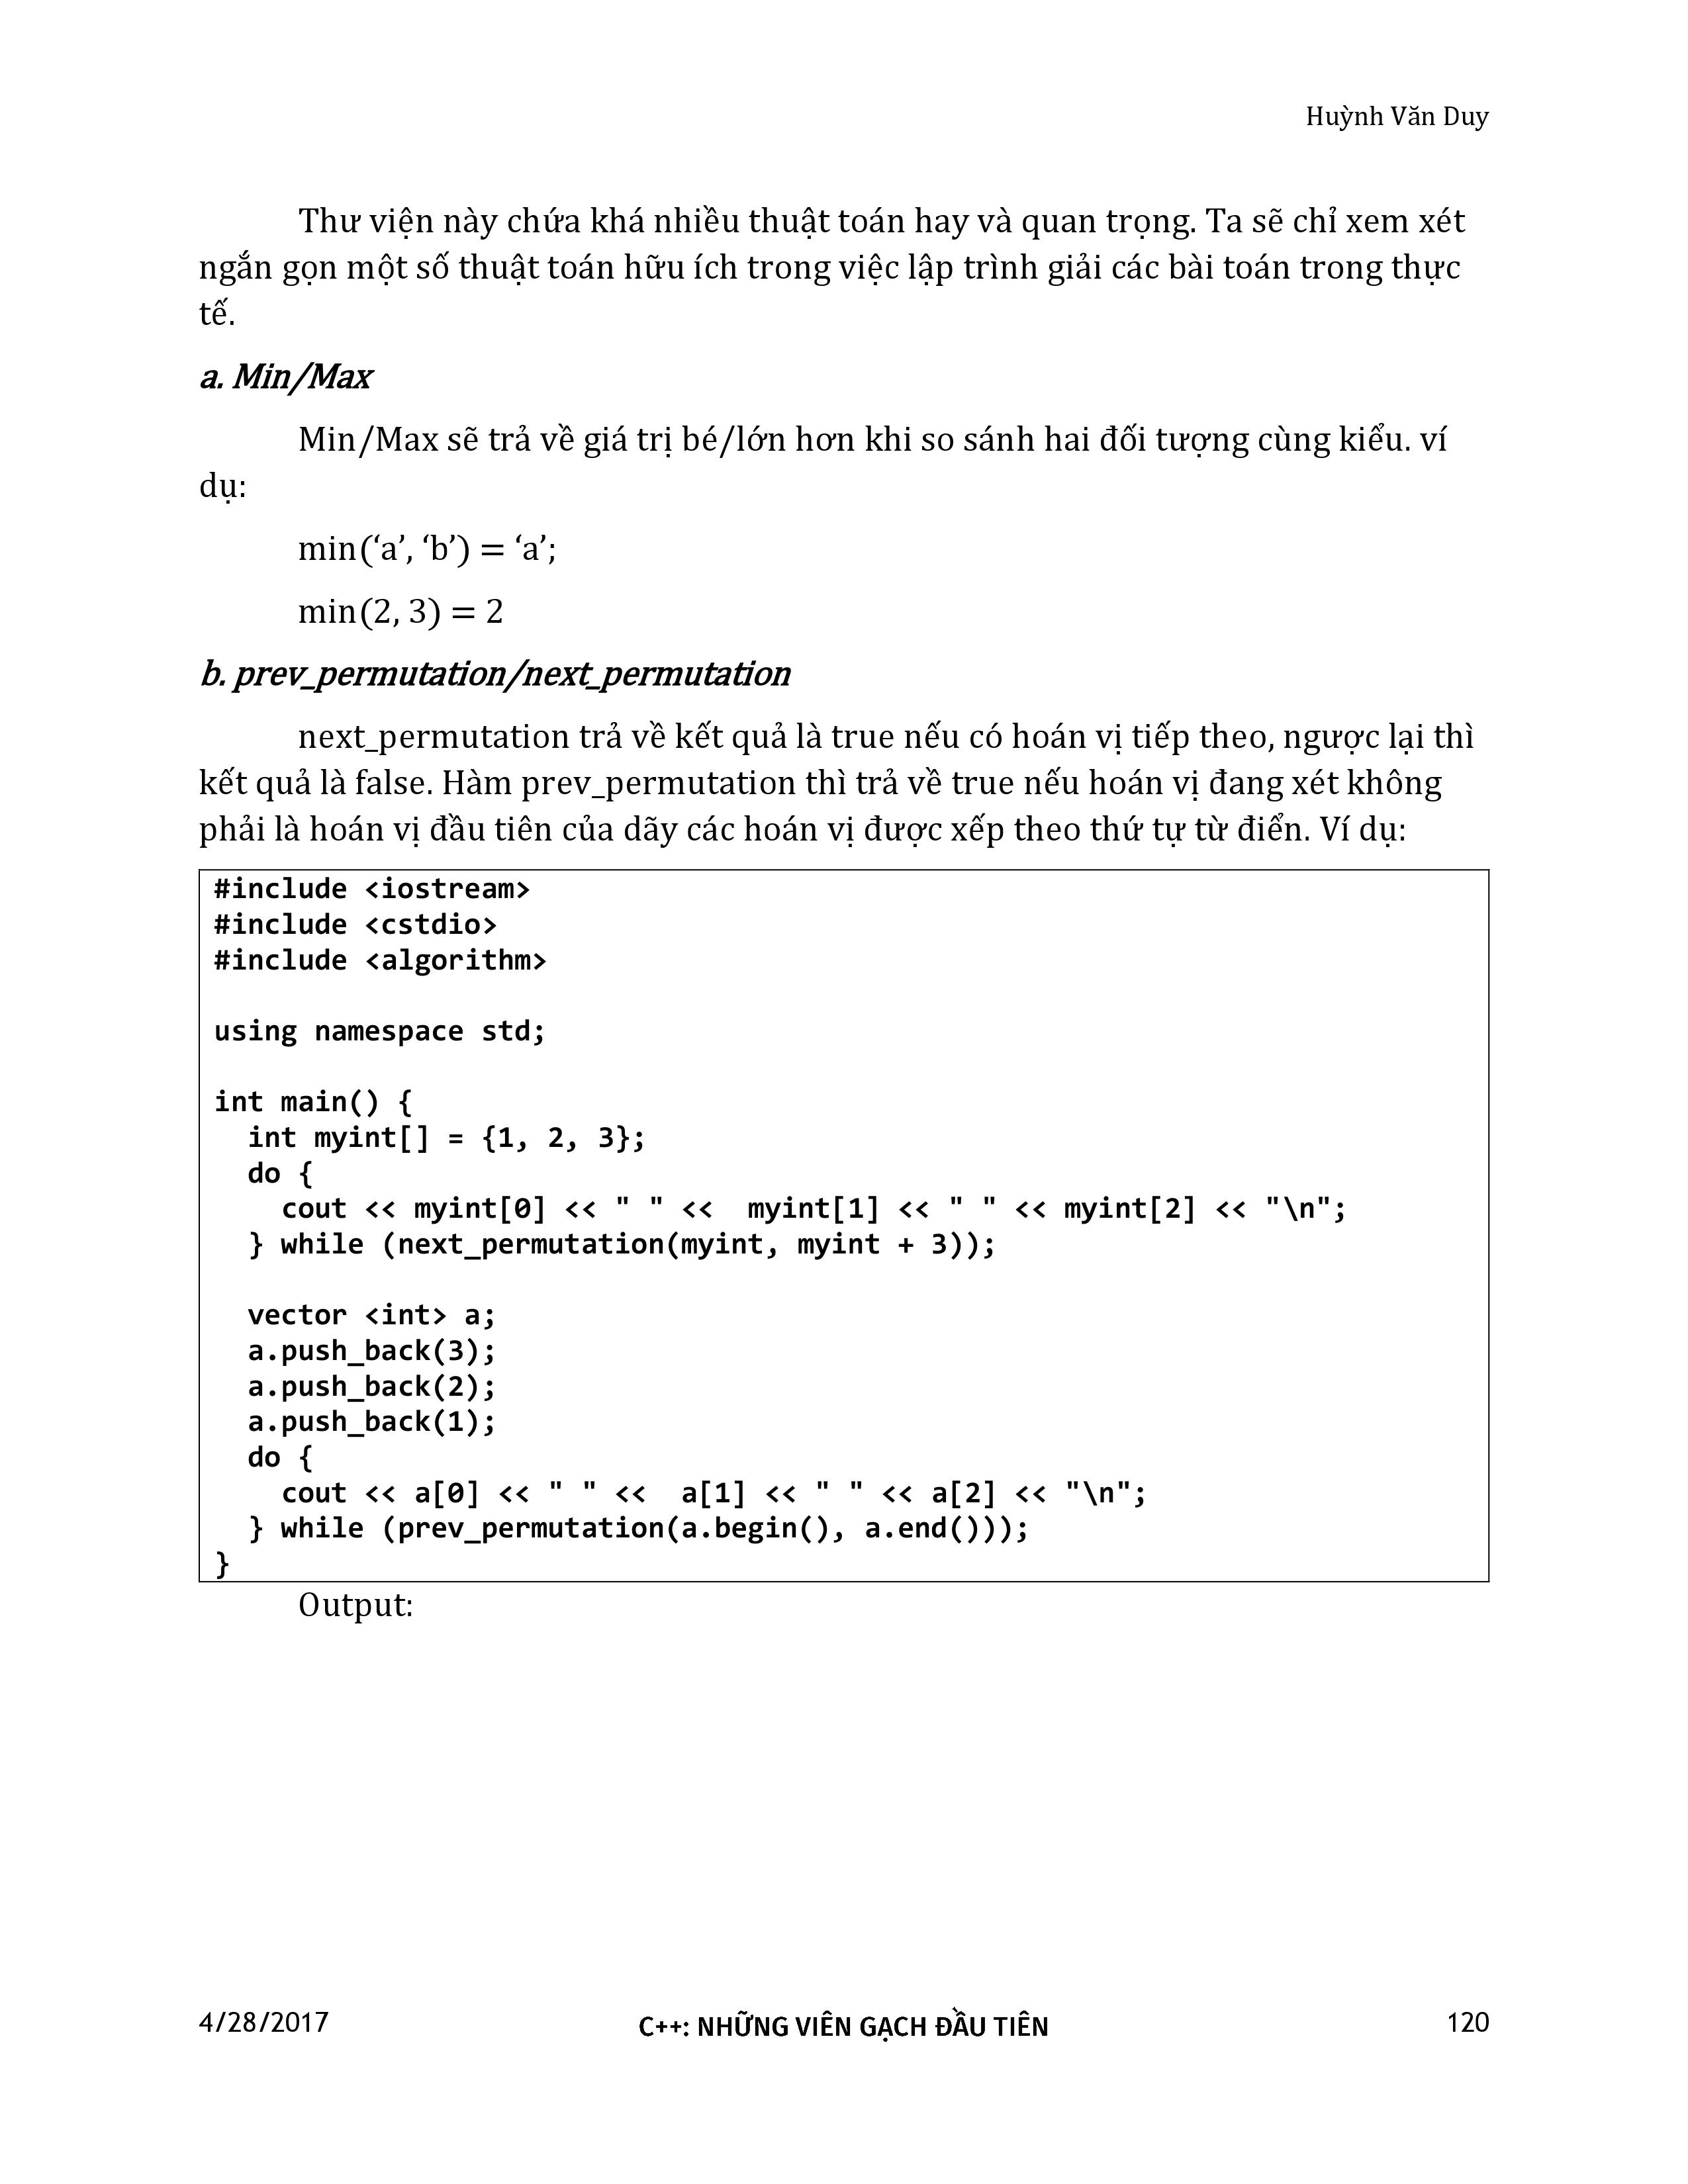 Huỳnh Văn Duy
Thư viện này chứa khá nhiều thuật toán hay và quan trọng. Ta sẽ chỉ xem xét
ngắn gọn một số thuật toán hữu ích trong việc lập trình giải các bài toán trong thực
tế.
a. Min/Max
Min/Max sẽ trả về giá trị bé/lớn hơn khi so sánh hai đối tượng cùng kiểu. ví
dụ:
min(‘a’, ‘b’) = ‘a’;
min(2, 3) = 2
b. prev_permutation/next_permutation
next_permutation trả về kết quả là true nếu có hoán vị tiếp theo, ngược lại thì
kết quả là false. Hàm prev_permutation thì trả về true nếu hoán vị đang xét không
phải là hoán vị đầu tiên của dãy các hoán vị được xếp theo thứ tự từ điển. Ví dụ:
#include <iostream>
#include <cstdio>
#include <algorithm>
using namespace std;
int main() {
  int myint[] = {1, 2, 3};
  do {
    cout << myint[0] << " " <<  myint[1] << " " << myint[2] << "\n";
  } while (next_permutation(myint, myint + 3));
  vector <int> a;
  a.push_back(3);
  a.push_back(2);
  a.push_back(1);
  do {
    cout << a[0] << " " <<  a[1] << " " << a[2] << "\n";
  } while (prev_permutation(a.begin(), a.end()));
}
Output:
4/28/2017 C++: NHỮNG VIÊN GẠCH ĐẦU TIÊN 120